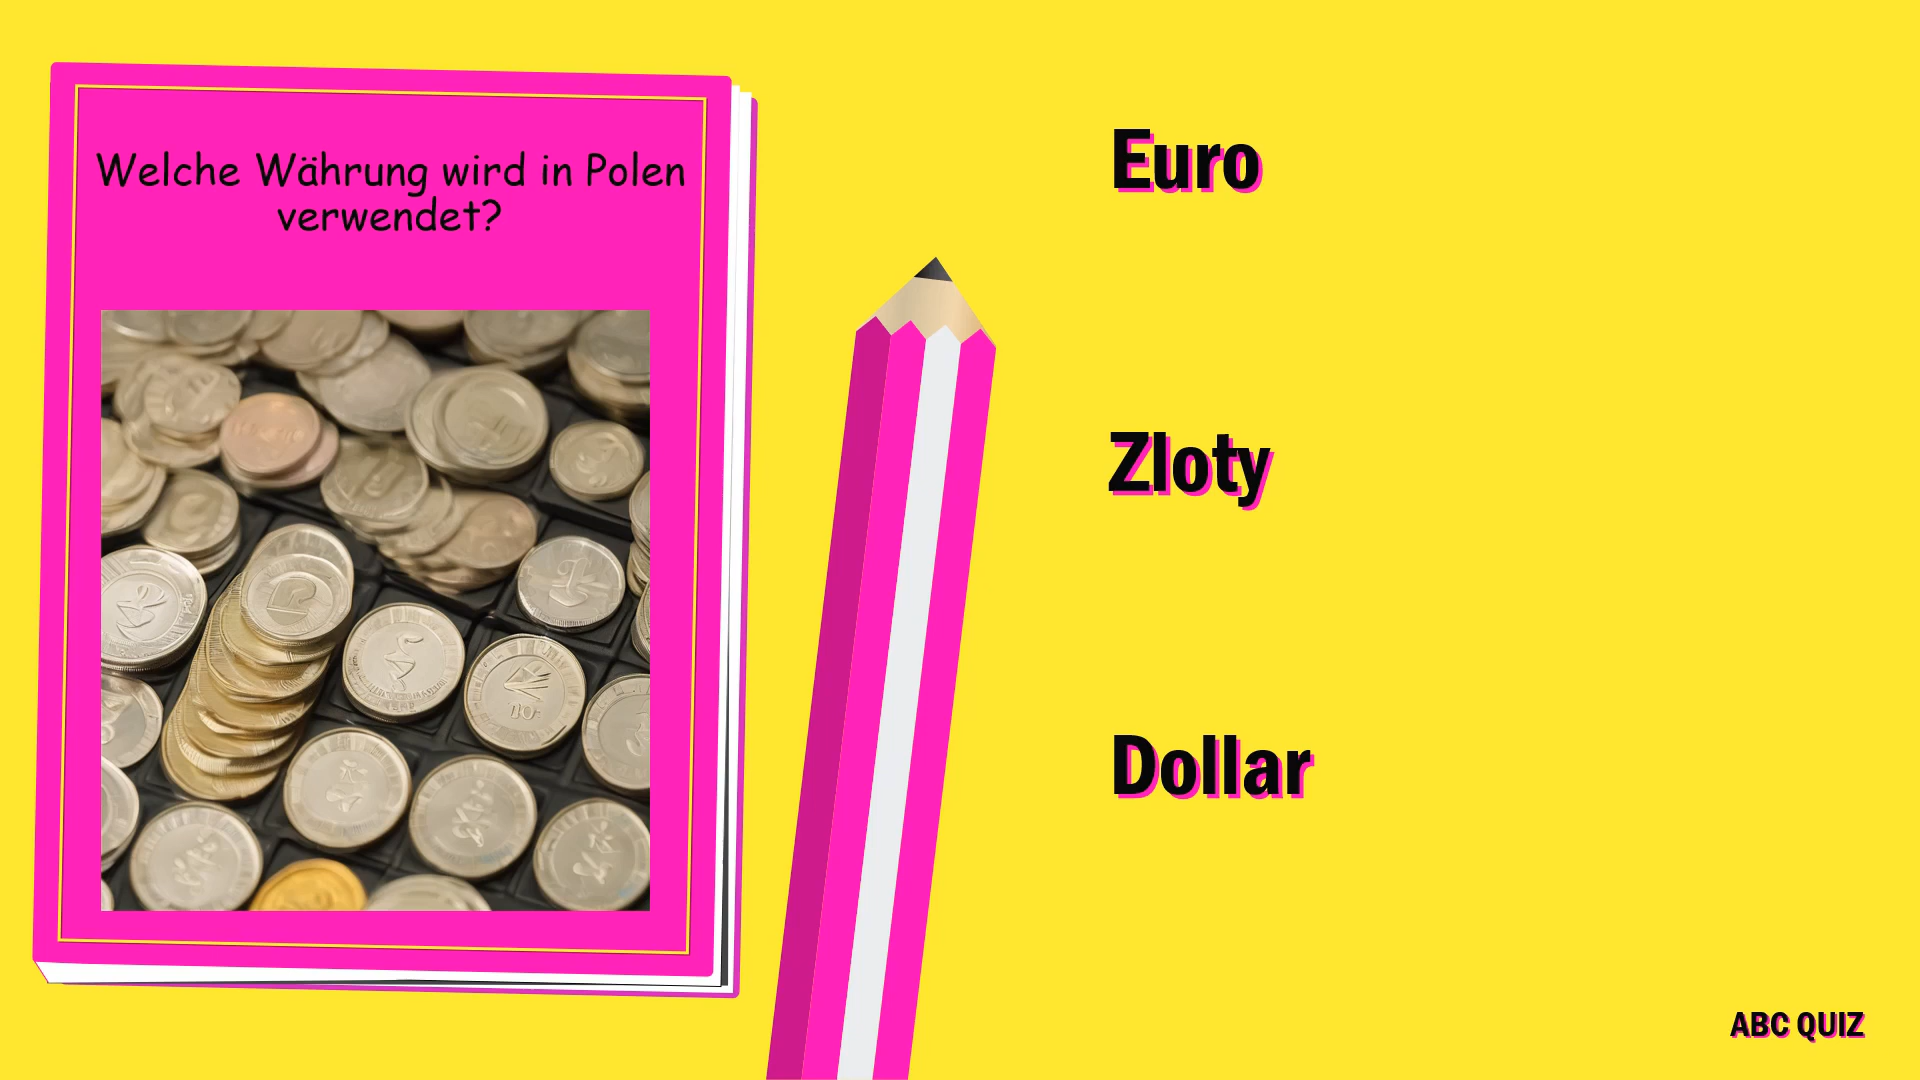 Welche Währung wird in Polen
verwendet?
Euro
Zloty
Dollar
ABC QUIZ